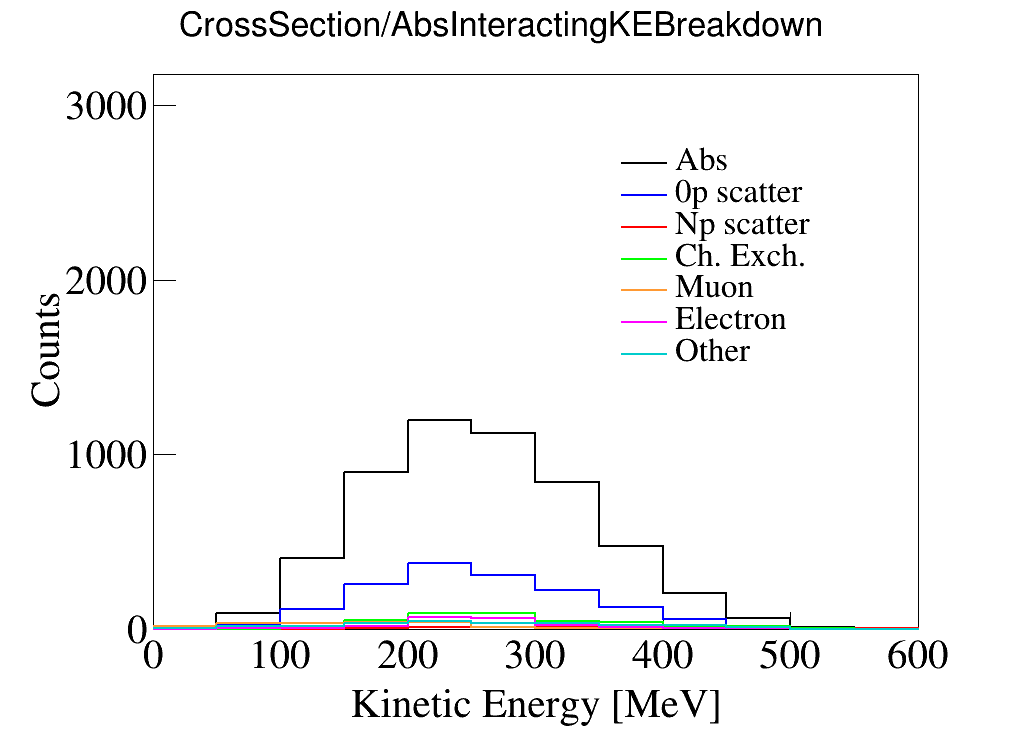 CrossSection/AbsInteractingKEBreakdown
3000
2000
1000
0
Counts
Abs
0p scatter
Np scatter
Ch. Exch.
Muon
Electron
Other
0 100 200 300 400 500 600
Kinetic Energy [MeV]